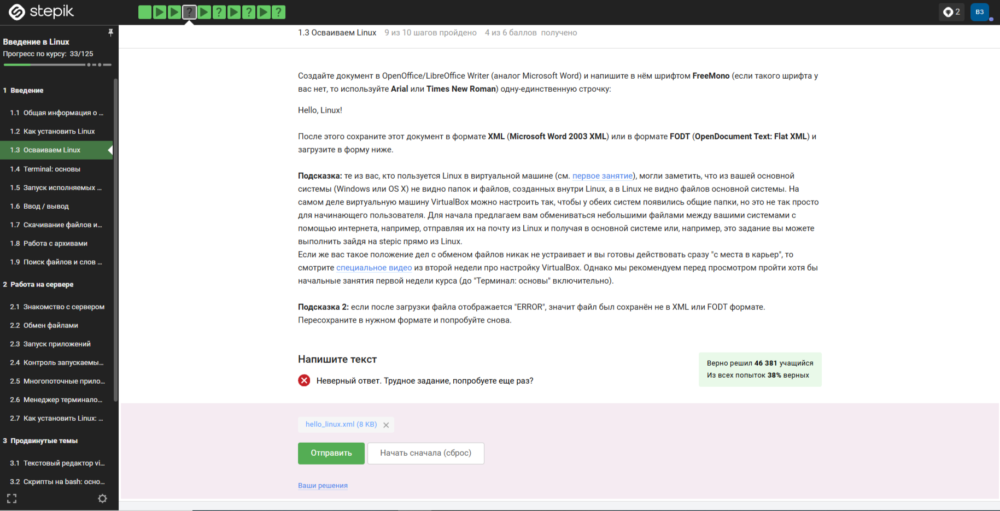 stepik
2
ВЗ
Введение в Linux
Прогресс по курсу: 33/125
1 Введение
1.1 Общая информация о ...
1.2 Как установить Linux
1.3 Осваиваем Linux
1.4 Terminal: основы
1.5 Запуск исполняемых ...
1.6 Ввод / вывод
1.7 Скачивание файлов и...
1.8 Работа с архивами
1.9 Поиск файлов и слов ...
2 Работа на сервере
2.1 Знакомство с сервером
2.2 Обмен файлами
2.3 Запуск приложений
2.4 Контроль запускаемы...
2.5 Многопоточные прило...
2.6 Менеджер терминало...
2.7 Как установить Linux: ...
3 Продвинутые темы
3.1 Текстовый редактор vi...
3.2 Скрипты на bash: осно...
1.3 Осваиваем Linux 9 из 10 шагов пройдено 4 из 6 баллов получено
Создайте документ в OpenOffice/LibreOffice Writer (аналог Microsoft Word) и напишите в нём шрифтом FreeMono (если такого шрифта у
вас нет, то используйте Arial или Times New Roman) одну-единственную строчку:
Hello, Linux!
После этого сохраните этот документ в формате XML (Microsoft Word 2003 XML) или в формате FODT (OpenDocument Text: Flat XML) и
загрузите в форму ниже.
Подсказка: те из вас, кто пользуется Linux в виртуальной машине (см. первое занятие), могли заметить, что из вашей основной
системы (Windows или OS X) не видно папок и файлов, созданных внутри Linux, а в Linux не видно файлов основной системы. На
самом деле виртуальную машину VirtualBox можно настроить так, чтобы у обеих систем появились общие папки, но это не так просто
для начинающего пользователя. Для начала предлагаем вам обмениваться небольшими файлами между вашими системами с
помощью интернета, например, отправляя их на почту из Linux и получая в основной системе или, например, это задание вы можете
выполнить зайдя на stepic прямо из Linux.
Если же вас такое положение дел с обменом файлов никак не устраивает и вы готовы действовать сразу "с места в карьер", то
смотрите специальное видео из второй недели про настройку VirtualBox. Однако мы рекомендуем перед просмотром пройти хотя бы
начальные занятия первой недели курса (до "Терминал: основы" включительно).
Подсказка 2: если после загрузки файла отображается "ERROR", значит файл был сохранён не в XML или FODT формате.
Пересохраните в нужном формате и попробуйте снова.
Напишите текст
Неверный ответ. Трудное задание, попробуете еще раз?
Верно решил 46 381 учащийся
Из всех попыток 38% верных
hello_linux.xml (8 KB)
Отправить
Начать сначала (сброс)
Ваши решения